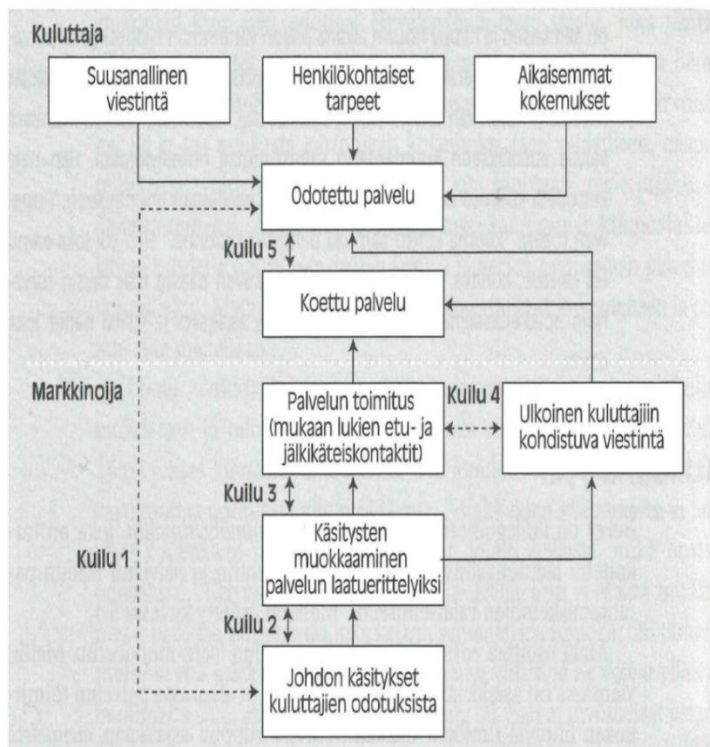 Kuluttaja
Suusanallinen
viestintä
Henkilökohtaiset
tarpeet
Aikaisemmat
kokemukset
Odotettu palvelu
Kuilu 5
Koettu palvelu
Markkinoija
Palvelun toimitus
(mukaan lukien etu- ja
jälkikäteiskontaktit)
Kuilu 4
Ulkoinen kuluttajiin
kohdistuva viestintä
Kuilu 3
Käsitysten
muokkaaminen
palvelun laatuerittelyiksi
Kuilu 1
Kuilu 2
Johdon käsitykset
kuluttajien odotuksista